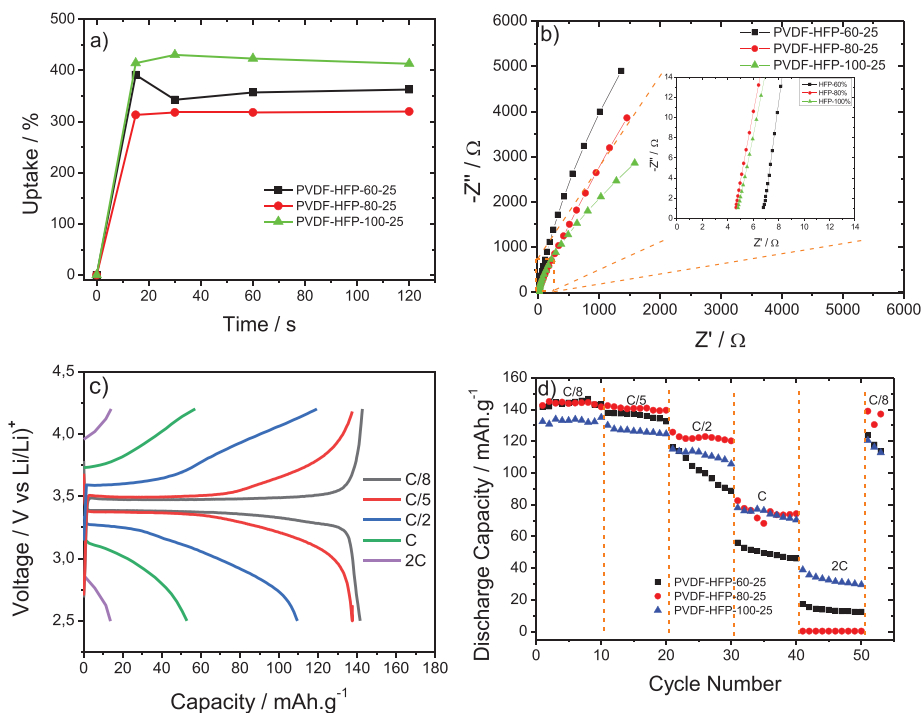 a)
500
400
300
200
100
0
Uptake / %
PVDF-HFP-60-25
PVDF-HFP-80-25
PVDF-HFP-100-25
0 20 40 60 80 100 120
Time / s
b)
6000
5000
4000
3000
2000
1000
0
-Z'' / Ω
PVDF-HFP-60-25
PVDF-HFP-80-25
PVDF-HFP-100-25
14
12
10
8
6
4
2
0
-Z'' / Ω
HFP-60%
HFP-80%
HFP-100%
0 2 4 6 8 10 12 14
Z' / Ω
0 1000 2000 3000 4000 5000 6000
Z' / Ω
c)
4,5
4.0
3.5
3.0
2.5
Voltage / V vs Li/Li)⁺
C/8
C/5
C/2
C
2C
0 20 40 60 80 100 120 140 160 180
Capacity / mAh.g⁻¹
d)
160
140
120
100
80
60
40
20
0
Discharge Capacity / mAh.g⁻¹
C/8
C/5
C/2
C
2C
C/8
PVDF-HFP-60-25
PVDF-HFP-80-25
PVDF-HFP-100-25
0 10 20 30 40 50
Cycle Number